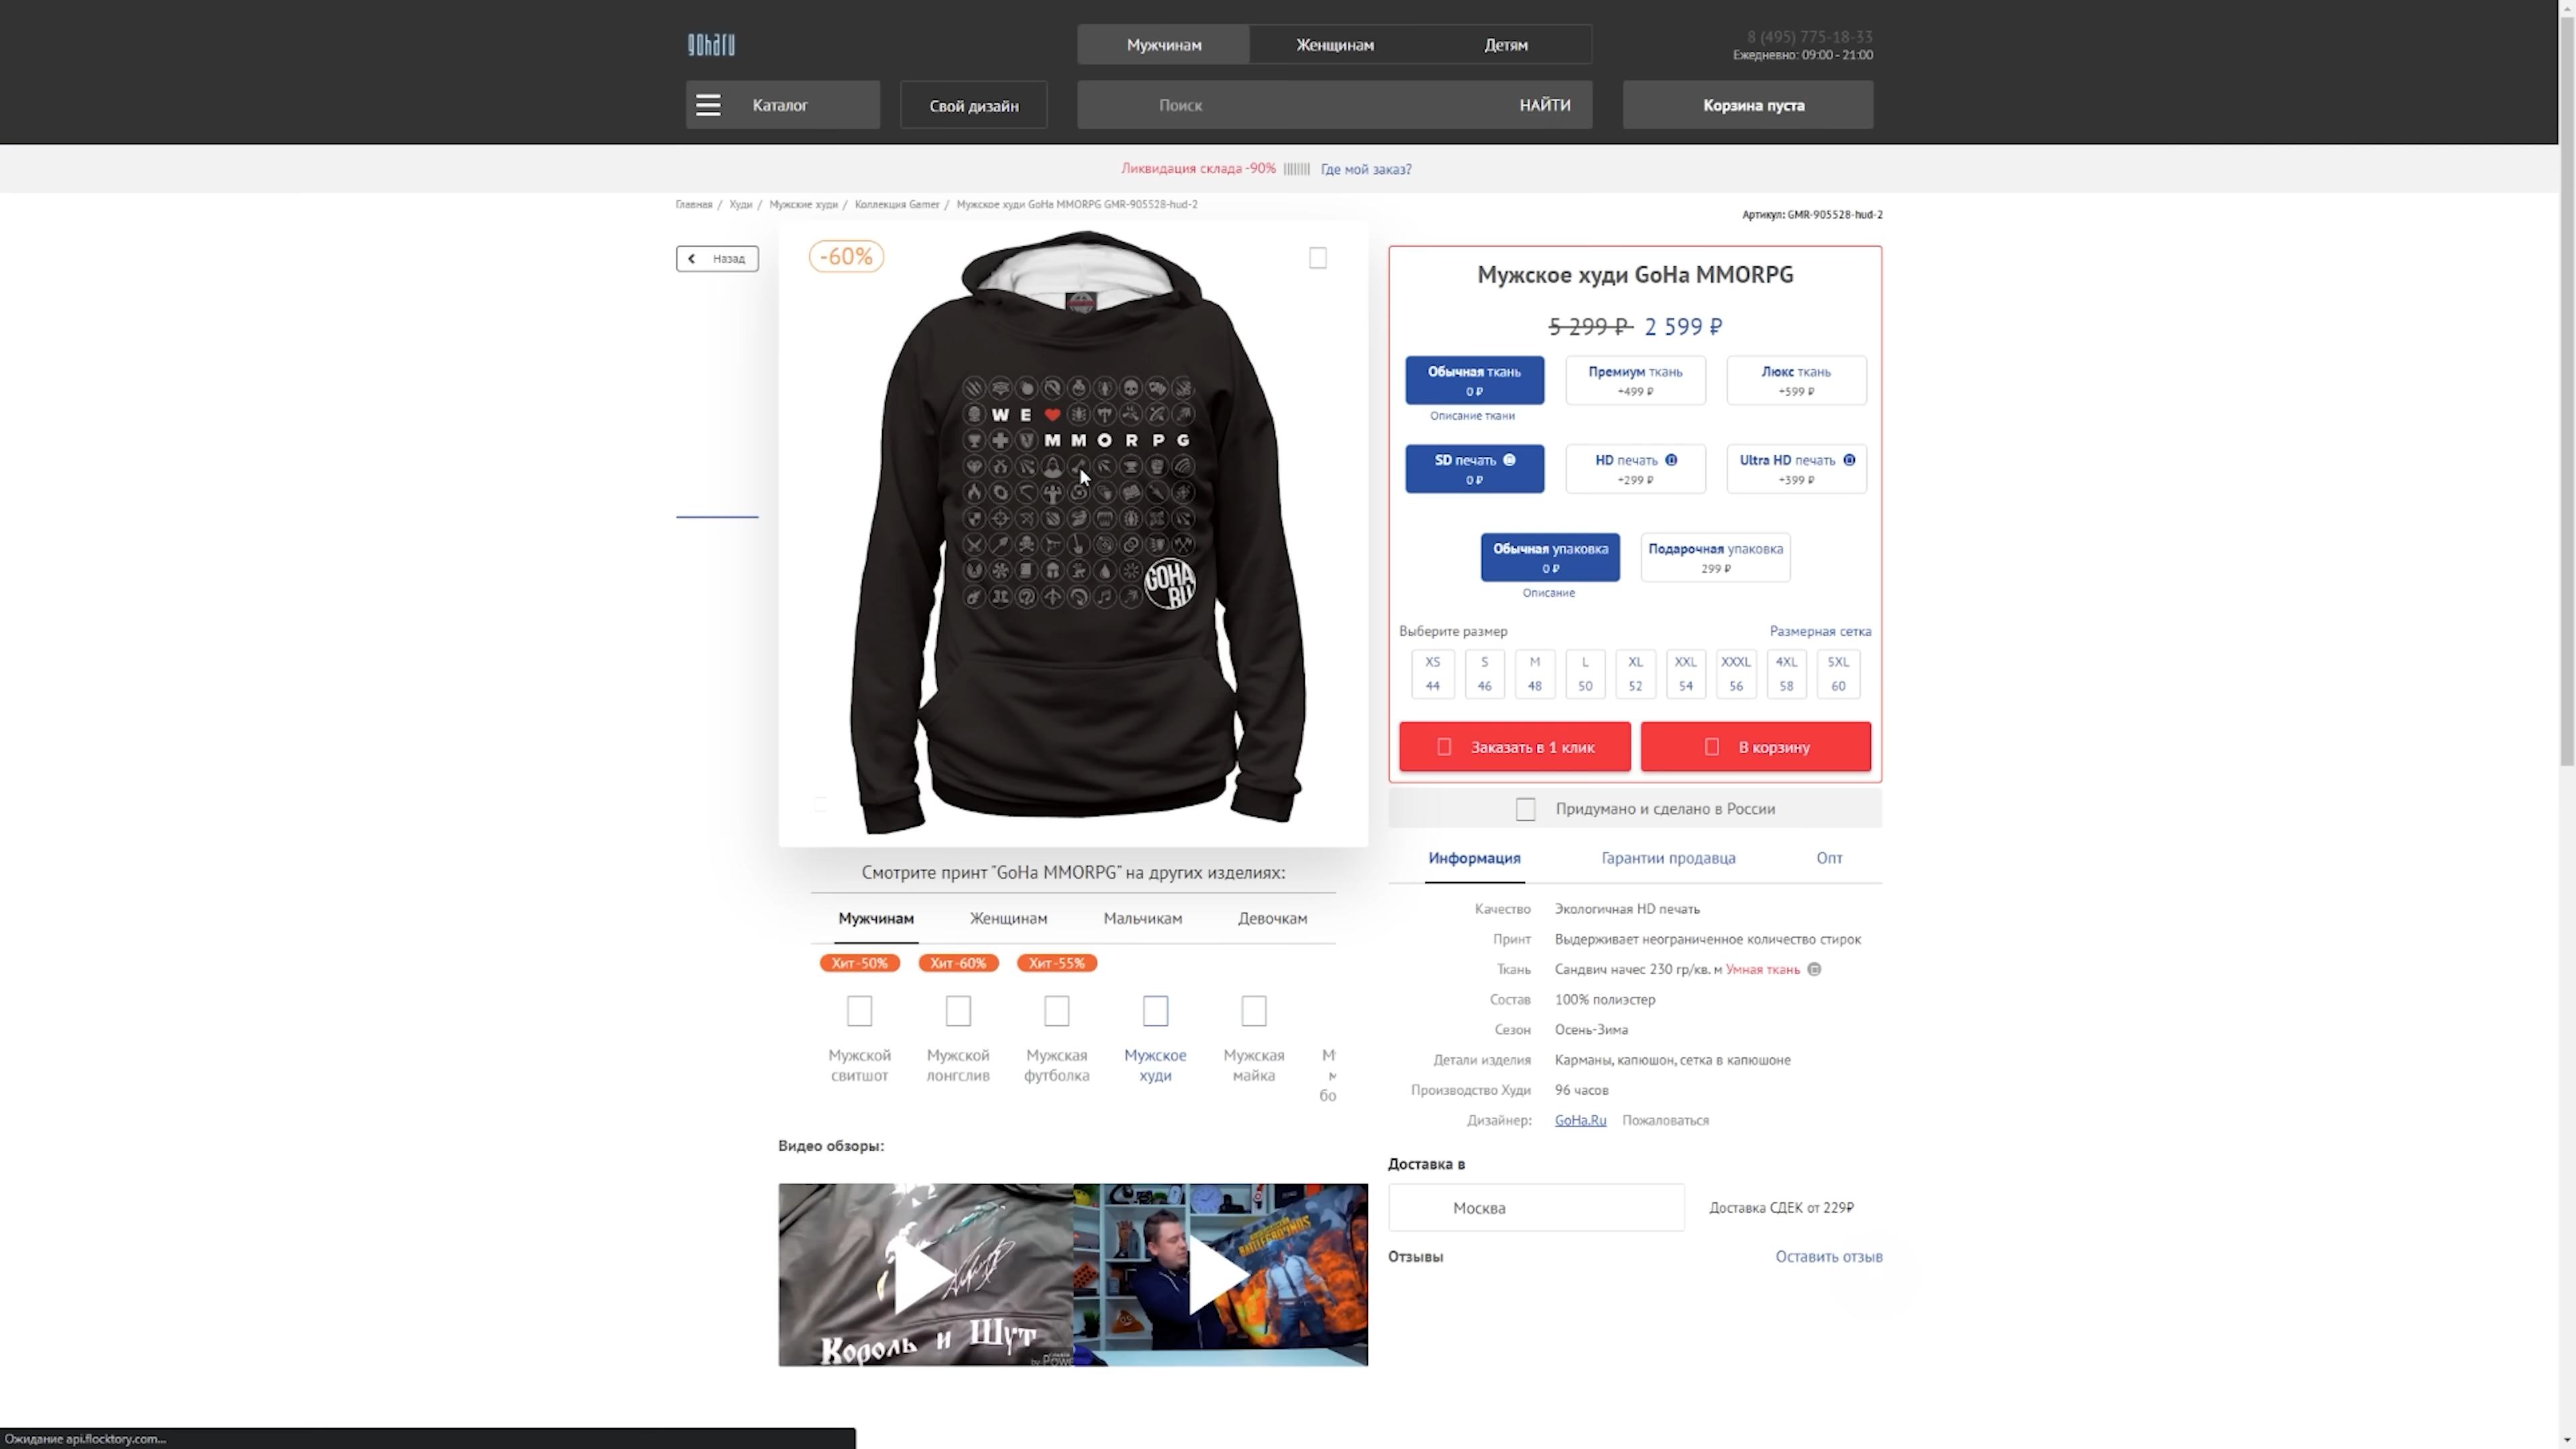 goharu
Мужчинам
Женщинам
Детям
8 (495) 775-18-33
Ежедневно: 09:00 - 21:00
Каталог
Свой дизайн
Поиск
НАЙТИ
Корзина пуста
Ликвидация склада -90%
Где мой заказ?
Главная / Худи / Мужские худи / Коллекция Gamer / Мужское худи GoHa MMORPG GMR-905528-hud-2
Артикул: GMR-905528-hud-2
Назад
-60%
WE
MMORPG
GOHA
RU
Мужское худи GoHa MMORPG
5 299 ₽ 2 599 ₽
Обычная ткань
0 ₽
Премиум ткань
+499 ₽
Люкс ткань
+599 ₽
Описание ткани
SD печать
0 ₽
HD печать
+299 ₽
Ultra HD печать
+399 ₽
Обычная упаковка
0 ₽
Подарочная упаковка
299 ₽
Описание
Выберите размер
Размерная сетка
XS S M L XL XXL XXXL 4XL 5XL
44 46 48 50 52 54 56 58 60
Заказать в 1 клик
В корзину
Придумано и сделано в России
Информация
Гарантии продавца
Опт
Качество Экологичная HD печать
Принт Выдерживает неограниченное количество стирок
Ткань Сандвич начес 230 гр/кв. м Умная ткань
Состав 100% полиэстер
Сезон Осень-Зима
Детали изделия Карманы, капюшон, сетка в капюшоне
Производство Худи 96 часов
Дизайнер: GoHa.Ru Пожаловаться
Доставка в
Москва
Доставка СДЕК от 229₽
Отзывы
Оставить отзыв
Смотрите принт "GoHa MMORPG" на других изделиях:
Мужчинам
Женщинам
Мальчикам
Девочкам
Хит -50%
Хит -60%
Хит -55%
Мужской
свитшот
Мужской
лонгслив
Мужская
футболка
Мужское
худи
Мужская
майка
Видео обзоры:
Король и Шут
BATTLEGROUNDS
Ожидание api.flocktory.com...